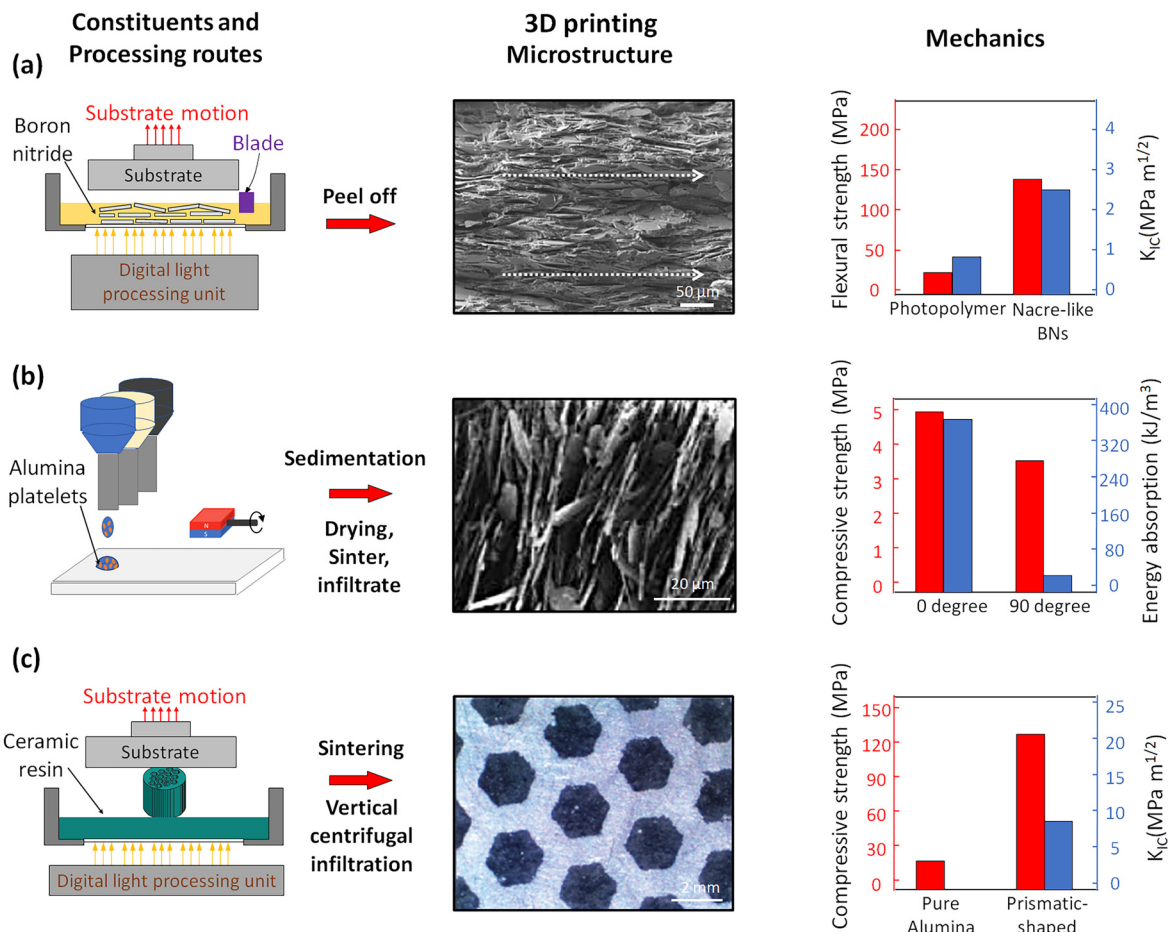 Constituents and
Processing routes
3D printing
Microstructure
Mechanics
(a)
Substrate motion
Boron
nitride
Blade
Substrate
Digital light
processing unit
Peel off
50 µm
Flexural strength (MPa)
200
150
100
50
0
4
3
2
1
0
K_IC(MPa m^1/2)
Photopolymer
Nacre-like
BNs
(b)
Alumina
platelets
N
S
Sedimentation
Drying,
Sinter,
infiltrate
20 µm
Compressive strength (MPa)
5
4
3
2
1
0
400
320
240
160
80
0
Energy absorption (kJ/m³)
0 degree
90 degree
(c)
Substrate motion
Ceramic
resin
Substrate
Digital light processing unit
Sintering
Vertical
centrifugal
infiltration
2 mm
Compressive strength (MPa)
150
120
90
60
30
0
25
20
15
10
5
0
K_IC(MPa m^1/2)
Pure
Alumina
Prismatic-
shaped